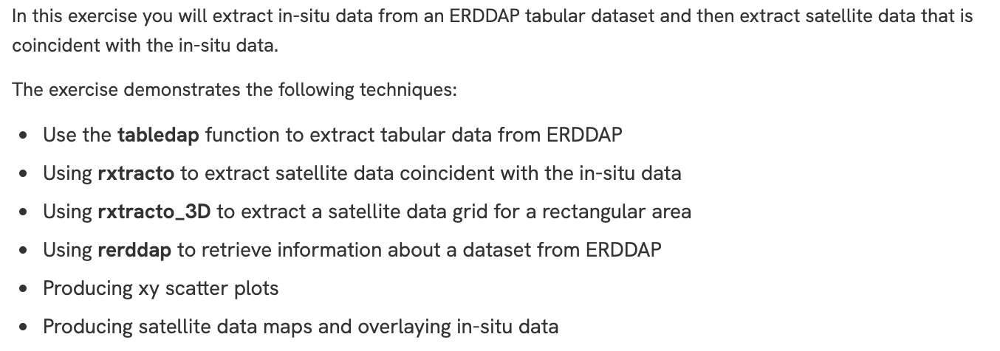 In this exercise you will extract in-situ data from an ERDDAP tabular dataset and then extract satellite data that is
coincident with the in-situ data.
The exercise demonstrates the following techniques:
• Use the tabledap function to extract tabular data from ERDDAP
• Using rxtracto to extract satellite data coincident with the in-situ data
• Using rxtracto_3D to extract a satellite data grid for a rectangular area
• Using rerddap to retrieve information about a dataset from ERDDAP
• Producing xy scatter plots
• Producing satellite data maps and overlaying in-situ data